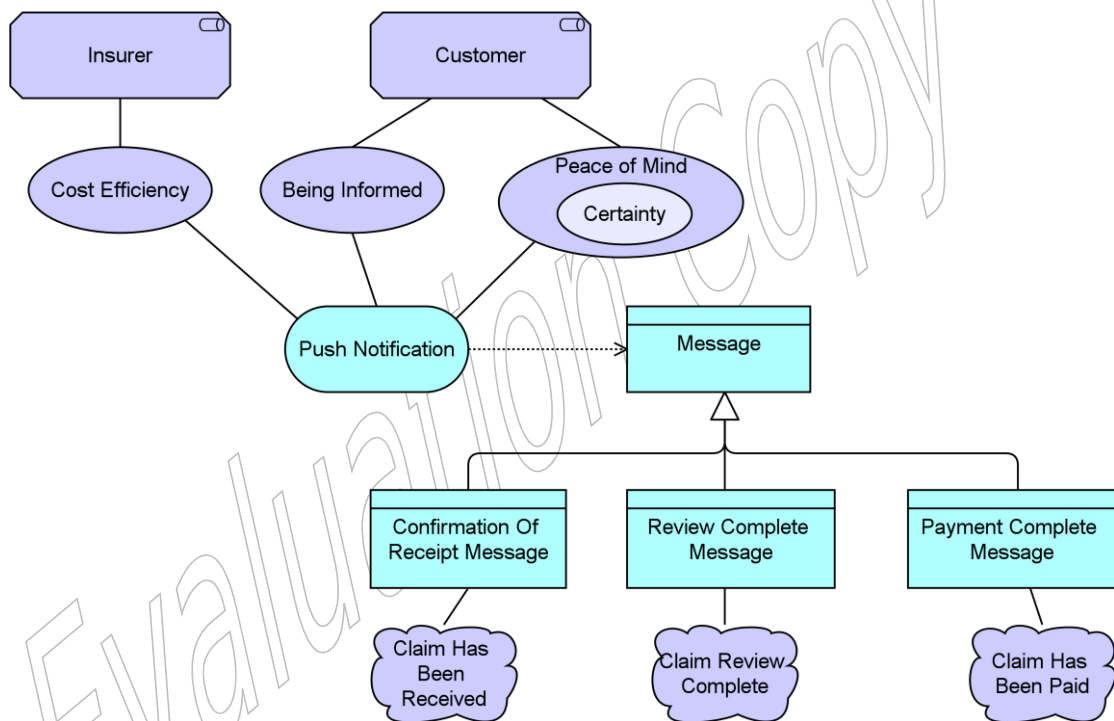 Insurer
Customer
Cost Efficiency
Being Informed
Peace of Mind
Certainty
Push Notification
Message
Confirmation Of
Receipt Message
Review Complete
Message
Payment Complete
Message
Claim Has
Been
Received
Claim Review
Complete
Claim Has
Been Paid
Evaluation Copy